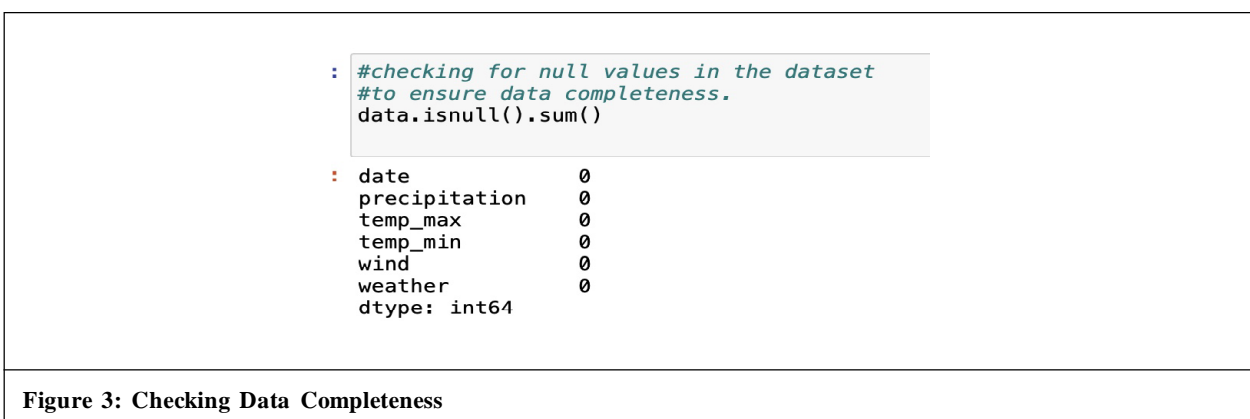 : #checking for null values in the dataset
#to ensure data completeness.
data.isnull().sum()
: date 0
precipitation 0
temp_max 0
temp_min 0
wind 0
weather 0
dtype: int64
Figure 3: Checking Data Completeness